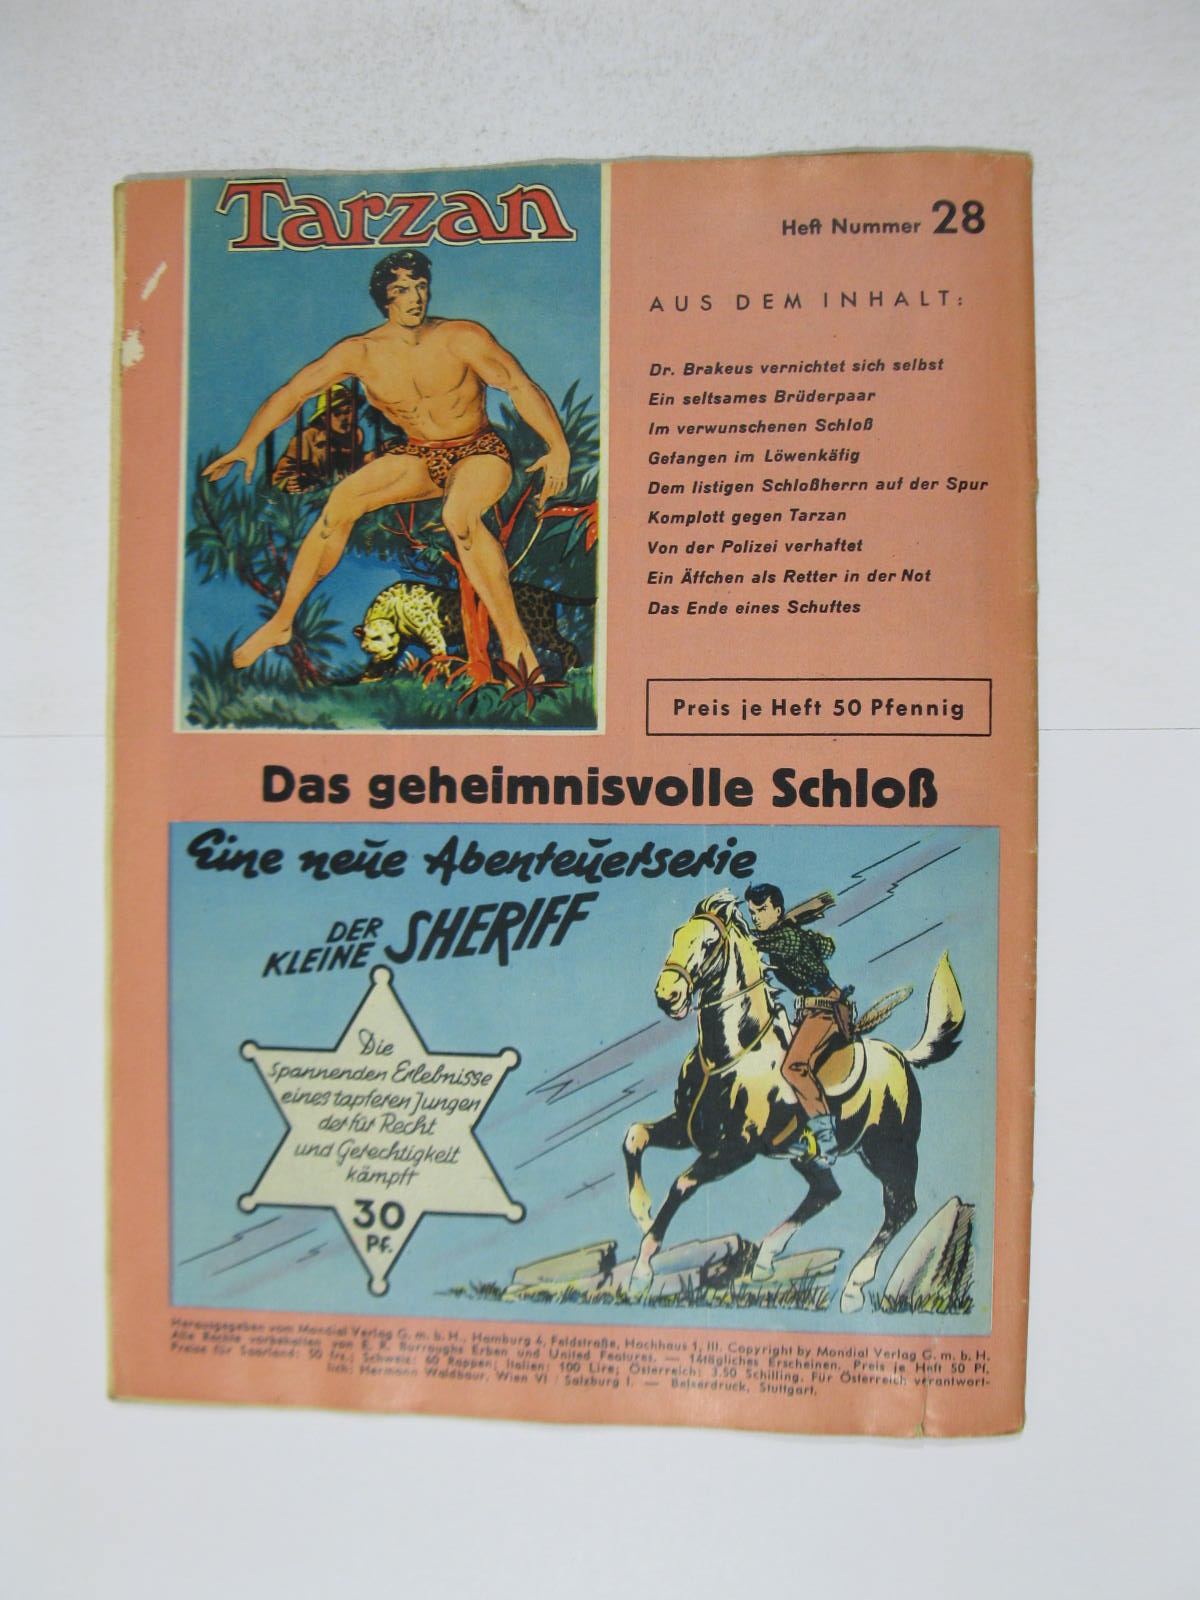 Tarzan
Heft Nummer 28
AUS DEM INHALT:
Dr. Brakeus vernichtet sich selbst
Ein seltsames Brüderpaar
Im verwunschenen Schloß
Gefangen im Löwenkäfig
Dem listigen Schloßherrn auf der Spur
Komplott gegen Tarzan
Von der Polizei verhaftet
Ein Äffchen als Retter in der Not
Das Ende eines Schuftes
Preis je Heft 50 Pfennig
Das geheimnisvolle Schloß
Eine neue Abenteuerserie
DER
KLEINE SHERIFF
Die
spannenden Erlebnisse
eines tapferen Jungen
der für Recht
und Gerechtigkeit
kämpft
30
Pf.
Herausgegeben vom Mondial Verlag G. m. b. H., Hamburg 6, Feldstraße, Hochhaus 1, III. Copyright by Mondial Verlag G. m. b. H.
Alle Rechte vorbehalten von E. R. Burroughs Erben und United Features. — 14tägliches Erscheinen. Preis je Heft 50 Pf.
Preise für Saarland: 50 frs.; Schweiz: 60 Rappen; Italien: 100 Lire; Österreich: 3.50 Schilling. Für Österreich verantwort-
lich: Hermann Waldbaur, Wien VI / Salzburg 1. — Belserdruck, Stuttgart.